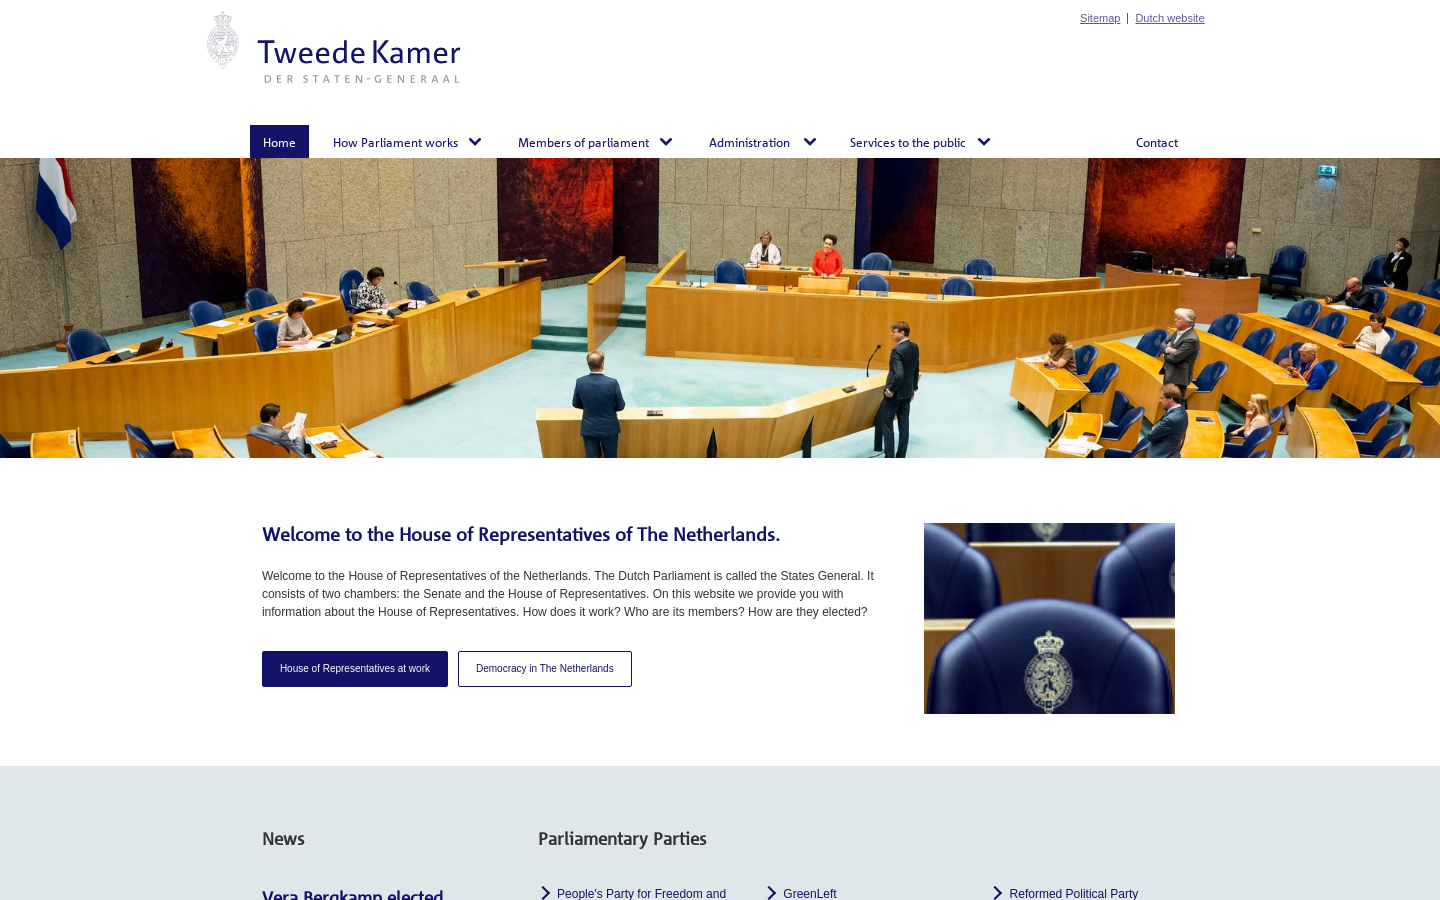 Sitemap | Dutch website
Tweede Kamer
DER STATEN-GENERAAL
Home
How Parliament works
Members of parliament
Administration
Services to the public
Contact
Welcome to the House of Representatives of The Netherlands.
Welcome to the House of Representatives of the Netherlands. The Dutch Parliament is called the States General. It
consists of two chambers: the Senate and the House of Representatives. On this website we provide you with
information about the House of Representatives. How does it work? Who are its members? How are they elected?
House of Representatives at work
Democracy in The Netherlands
News
Parliamentary Parties
Vera Bergkamp elected
People's Party for Freedom and
GreenLeft
Reformed Political Party